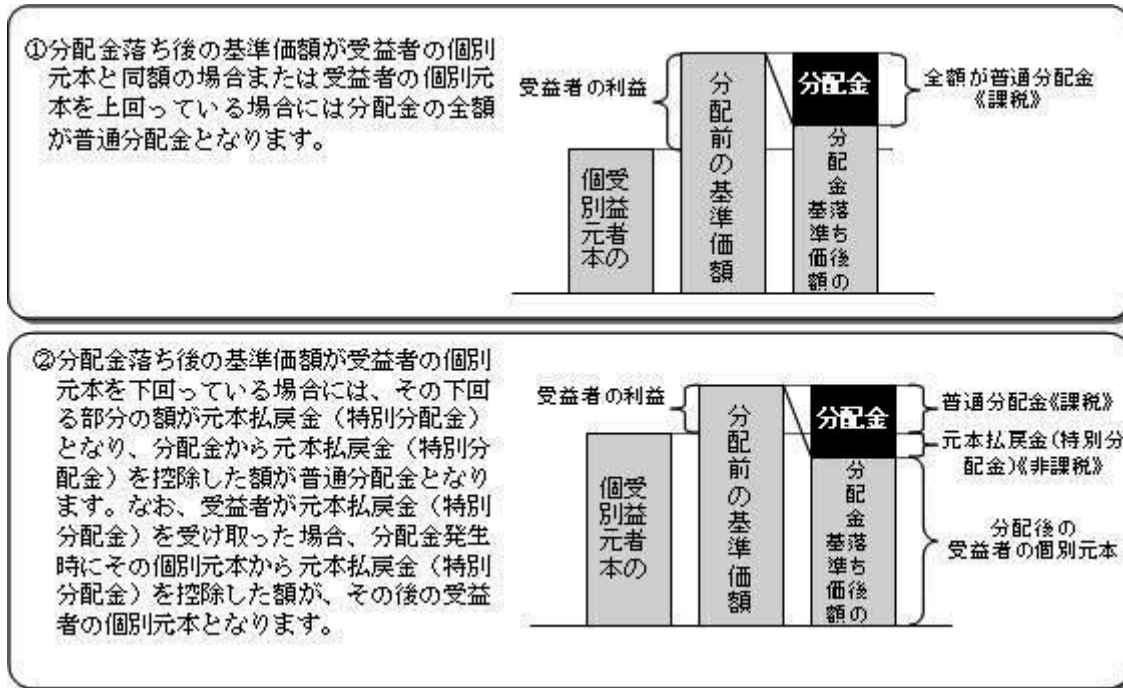 ①分配金落ち後の基準価額が受益者の個別
元本と同額の場合または受益者の個別元
本を上回っている場合には分配金の全額
が普通分配金となります。
受益者の利益
受益者の
個別元本
分配前の基準価額
分配金
分配金落ち後の
基準価額
全額が普通分配金
《課税》
②分配金落ち後の基準価額が受益者の個別
元本を下回っている場合には、その下回
る部分の額が元本払戻金（特別分配金）
となり、分配金から元本払戻金（特別分
配金）を控除した額が普通分配金となり
ます。なお、受益者が元本払戻金（特別
分配金）を受け取った場合、分配金発生
時にその個別元本から元本払戻金（特別
分配金）を控除した額が、その後の受益
者の個別元本となります。
受益者の利益
受益者の
個別元本
分配前の基準価額
分配金
分配金落ち後の
基準価額
普通分配金《課税》
元本払戻金（特別分
配金）《非課税》
分配後の
受益者の個別元本